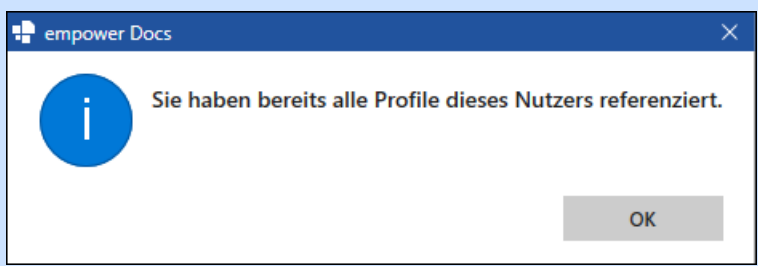 empower Docs
Sie haben bereits alle Profile dieses Nutzers referenziert.
OK